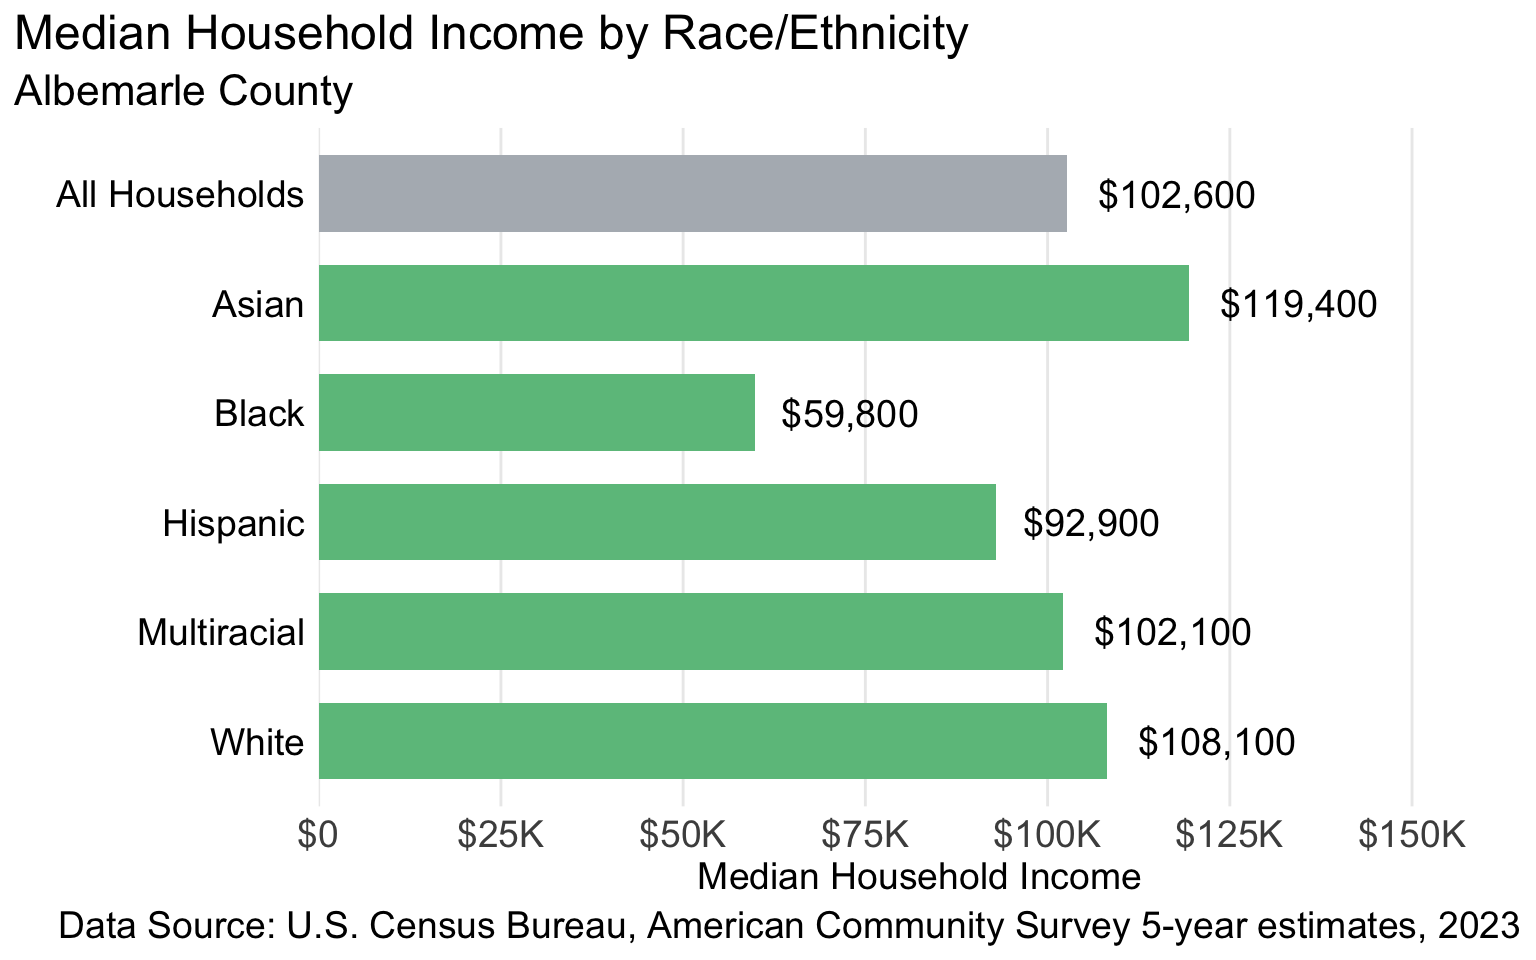 Median Household Income by Race/Ethnicity
Albemarle County
All Households $102,600
Asian $119,400
Black $59,800
Hispanic $92,900
Multiracial $102,100
White $108,100
$0 $25K $50K $75K $100K $125K $150K
Median Household Income
Data Source: U.S. Census Bureau, American Community Survey 5-year estimates, 2023